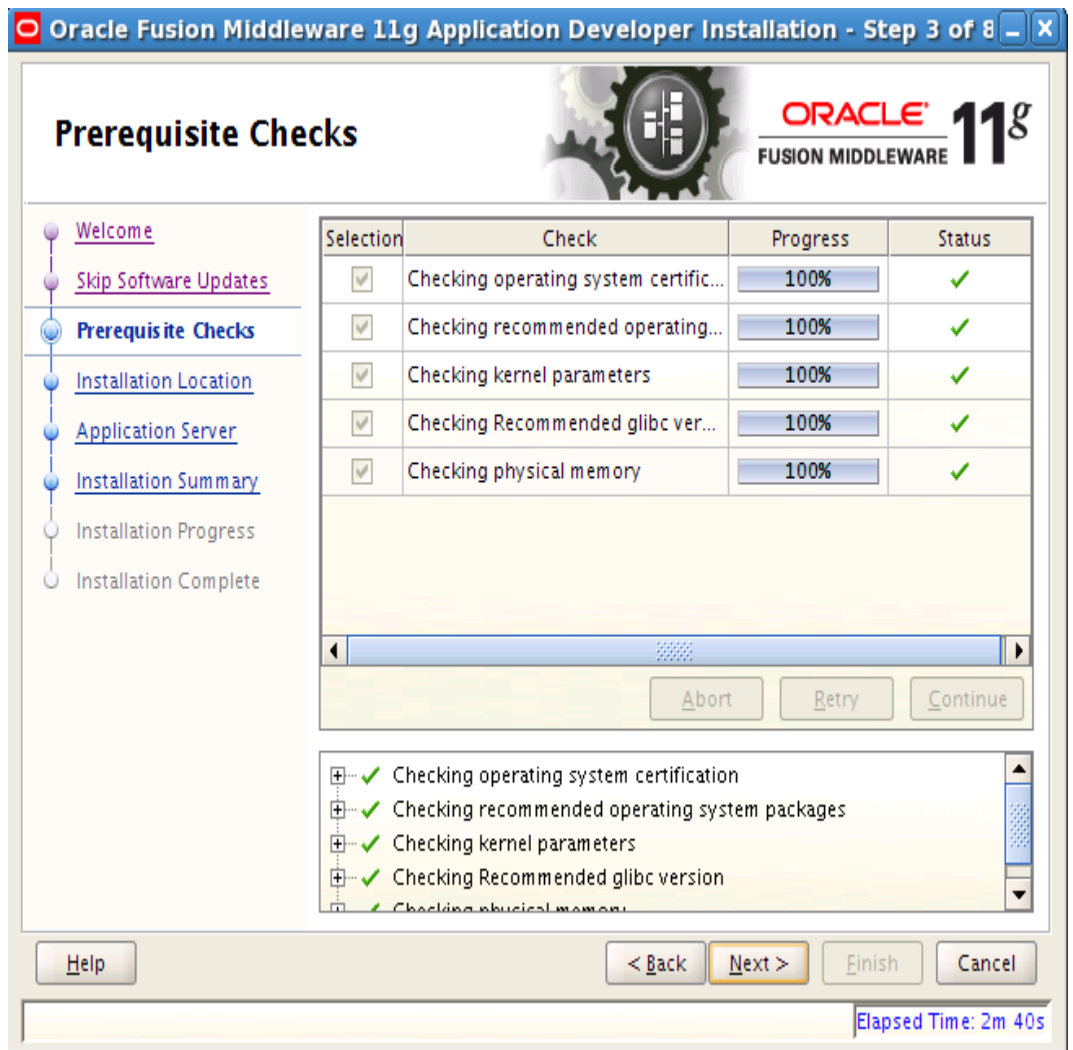 Oracle Fusion Middleware 11g Application Developer Installation - Step 3 of 8
Prerequisite Checks
ORACLE
FUSION MIDDLEWARE
11g
Welcome
Skip Software Updates
Prerequisite Checks
Installation Location
Application Server
Installation Summary
Installation Progress
Installation Complete
Selection Check Progress Status
Checking operating system certific... 100%
Checking recommended operating... 100%
Checking kernel parameters 100%
Checking Recommended glibc ver... 100%
Checking physical memory 100%
Abort Retry Continue
Checking operating system certification
Checking recommended operating system packages
Checking kernel parameters
Checking Recommended glibc version
Checking physical memory
Help < Back Next > Finish Cancel
Elapsed Time: 2m 40s